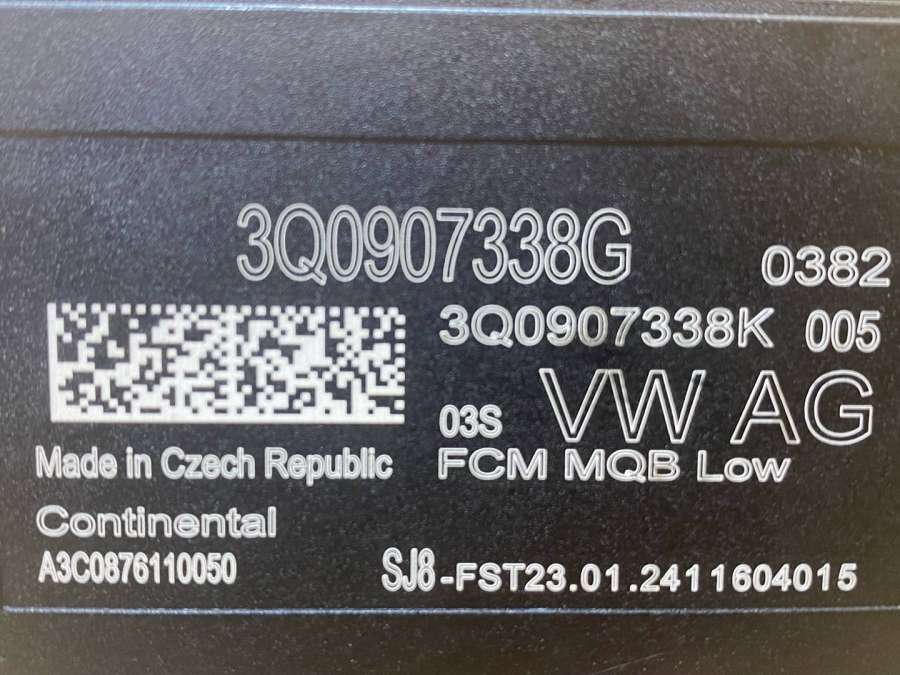 3Q0907338G
0382
3Q0907338K 005
03S VW AG
Made in Czech Republic
FCM MQB Low
Continental
A3C0876110050
SJ8-FST23.01.2411604015